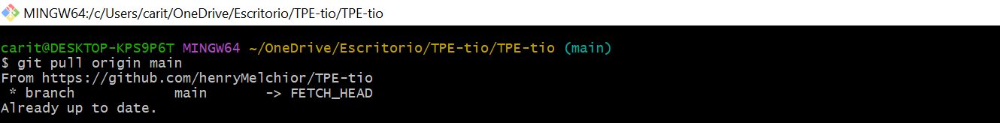 MINGW64:/c/Users/carit/OneDrive/Escritorio/TPE-tio/TPE-tio
carit@DESKTOP-KPS9P6T MINGW64 ~/OneDrive/Escritorio/TPE-tio/TPE-tio (main)
$ git pull origin main
From https://github.com/henryMelchior/TPE-tio
 * branch            main       -> FETCH_HEAD
Already up to date.